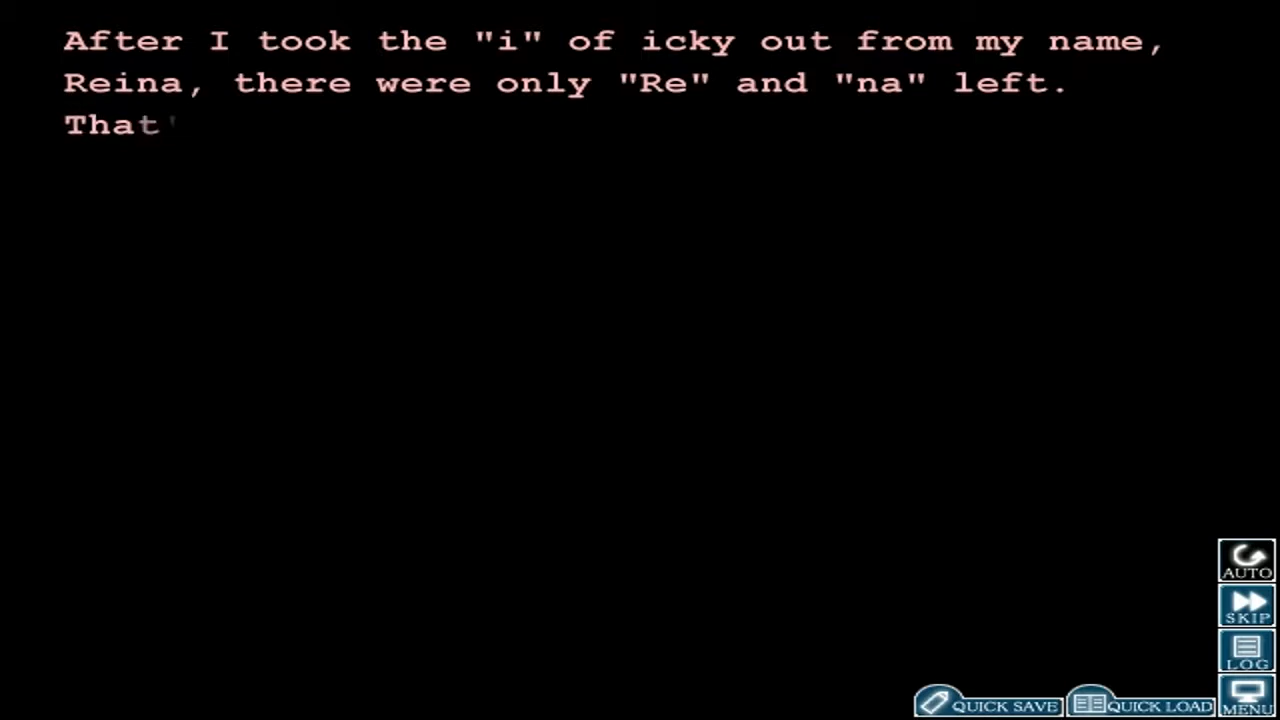 After I took the "i" of icky out from my name,
Reina, there were only "Re" and "na" left.
That'
AUTO
SKIP
LOG
MENU
QUICK SAVE
QUICK LOAD